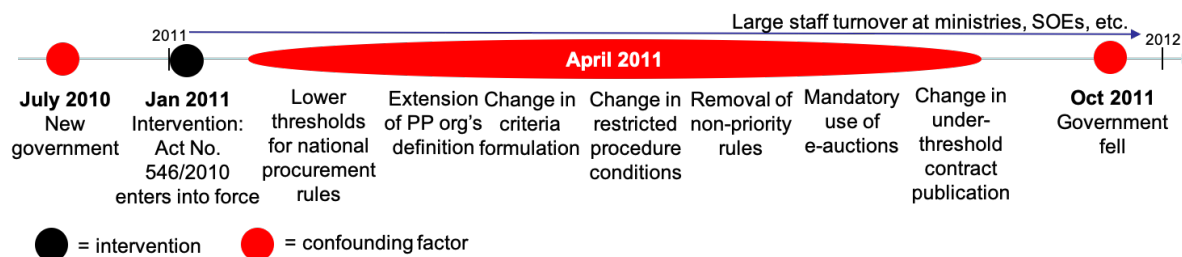 Large staff turnover at ministries, SOEs, etc.
2011
2012
April 2011
July 2010
New
government
Jan 2011
Intervention:
Act No.
546/2010
enters into force
Lower
thresholds
for national
procurement
rules
Extension
of PP org's
definition
Change in
criteria
formulation
Change in
restricted
procedure
conditions
Removal of
non-priority
rules
Mandatory
use of
e-auctions
Change in
under-
threshold
contract
publication
Oct 2011
Government
fell
= intervention
= confounding factor